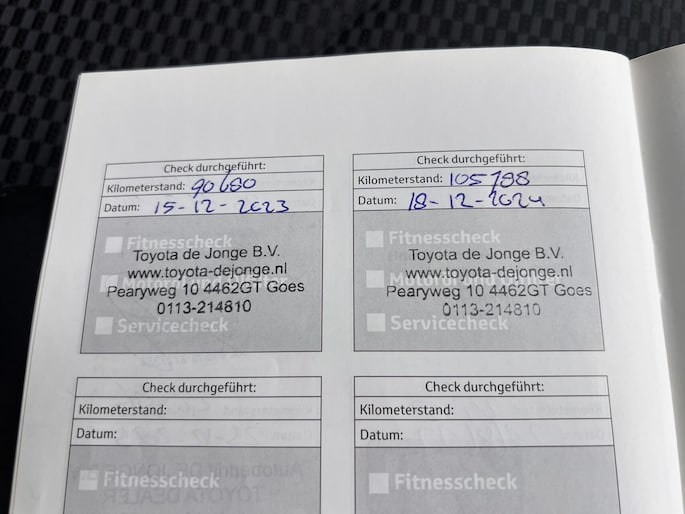 Check durchgeführt:
Kilometerstand: 90680
Datum: 15-12-2023
Fitnesscheck
Toyota de Jonge B.V.
www.toyota-dejonge.nl
Pearyweg 10 4462GT Goes
0113-214810
Servicecheck
Check durchgeführt:
Kilometerstand: 105798
Datum: 18-12-2024
Fitnesscheck
Toyota de Jonge B.V.
www.toyota-dejonge.nl
Pearyweg 10 4462GT Goes
0113-214810
Servicecheck
Check durchgeführt:
Kilometerstand:
Datum:
Fitnesscheck
Check durchgeführt:
Kilometerstand:
Datum:
Fitnesscheck